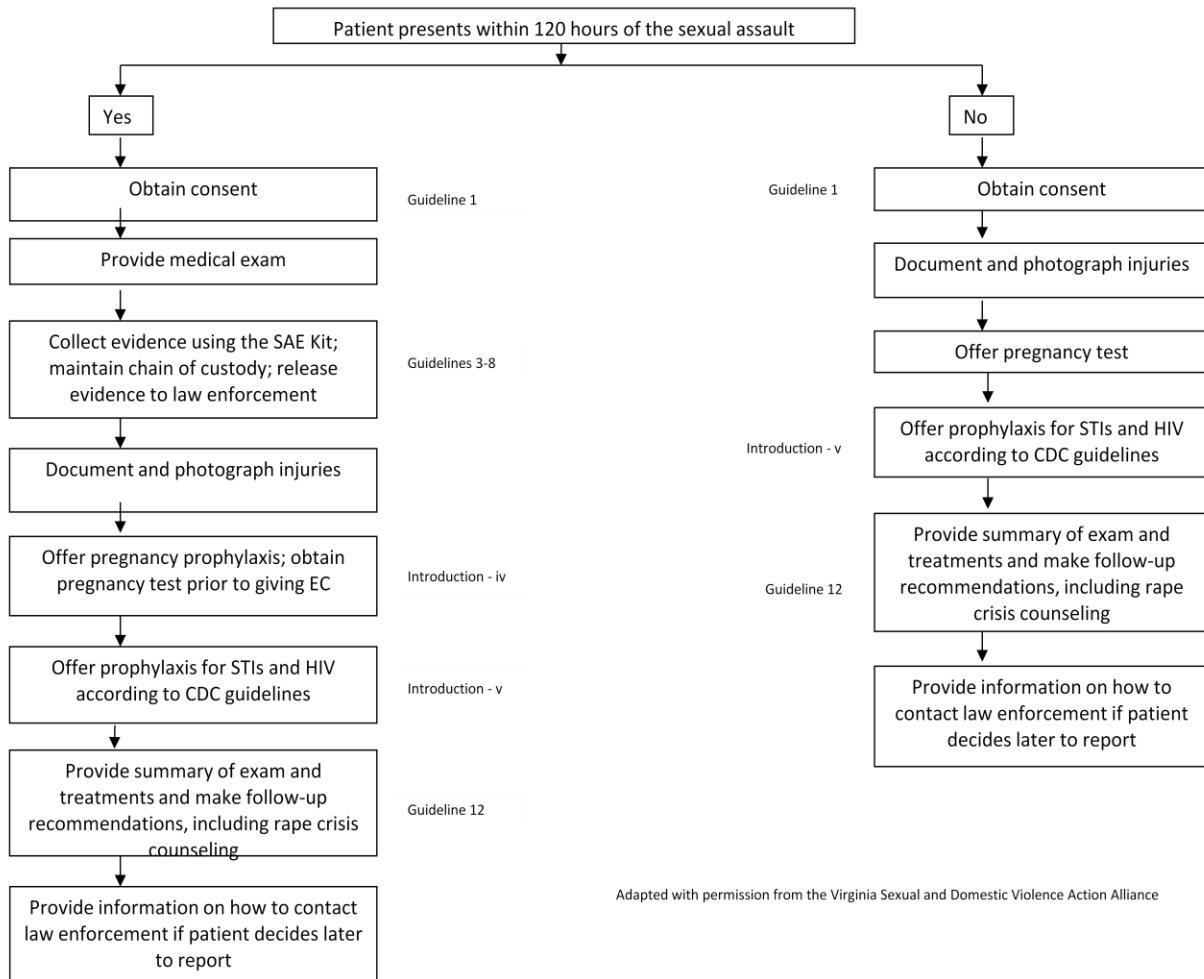 Patient presents within 120 hours of the sexual assault
Yes
Obtain consent
Guideline 1
Provide medical exam
Collect evidence using the SAE Kit;
maintain chain of custody; release
evidence to law enforcement
Guidelines 3-8
Document and photograph injuries
Offer pregnancy prophylaxis; obtain
pregnancy test prior to giving EC
Introduction - iv
Offer prophylaxis for STIs and HIV
according to CDC guidelines
Introduction - v
Provide summary of exam and
treatments and make follow-up
recommendations, including rape crisis
counseling
Guideline 12
Provide information on how to contact
law enforcement if patient decides later
to report
No
Guideline 1
Obtain consent
Document and photograph injuries
Offer pregnancy test
Introduction - v
Offer prophylaxis for STIs and HIV
according to CDC guidelines
Guideline 12
Provide summary of exam and
treatments and make follow-up
recommendations, including rape
crisis counseling
Provide information on how to
contact law enforcement if patient
decides later to report
Adapted with permission from the Virginia Sexual and Domestic Violence Action Alliance